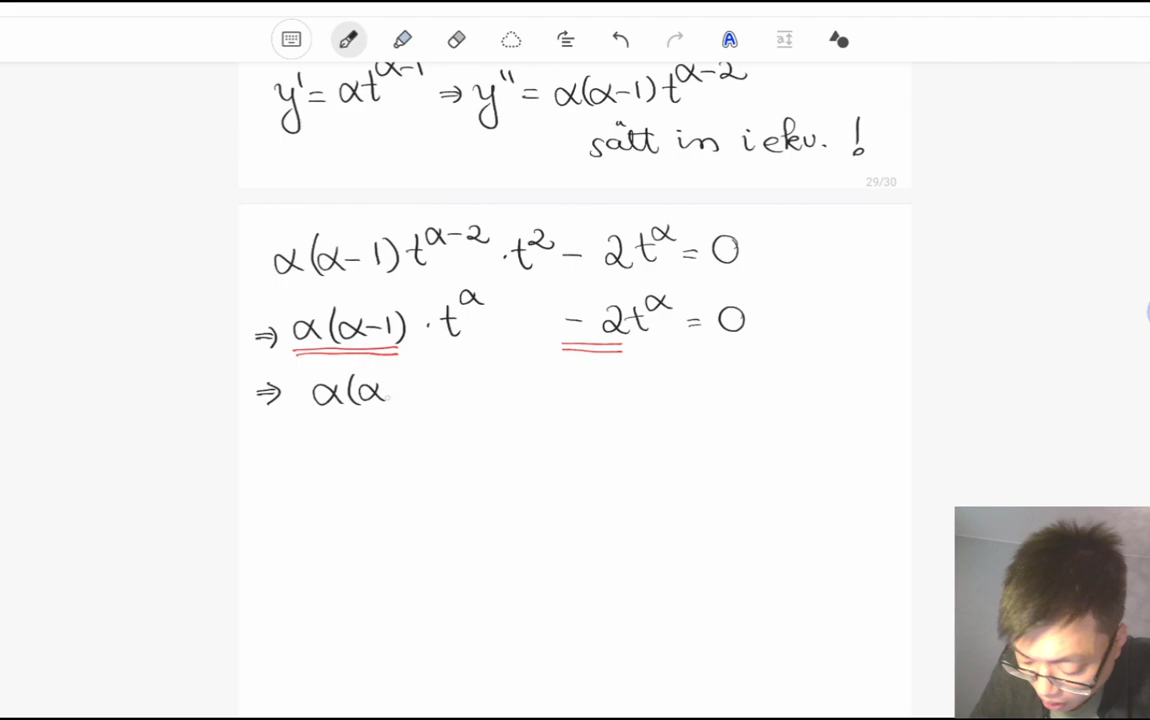 y' = αt^{α-1} ⇒ y'' = α(α-1)t^{α-2}
sätt in i ekv. !
29/30
α(α-1)t^{α-2} · t² - 2t^α = 0
⇒ α(α-1) · t^α - 2t^α = 0
⇒ α(α